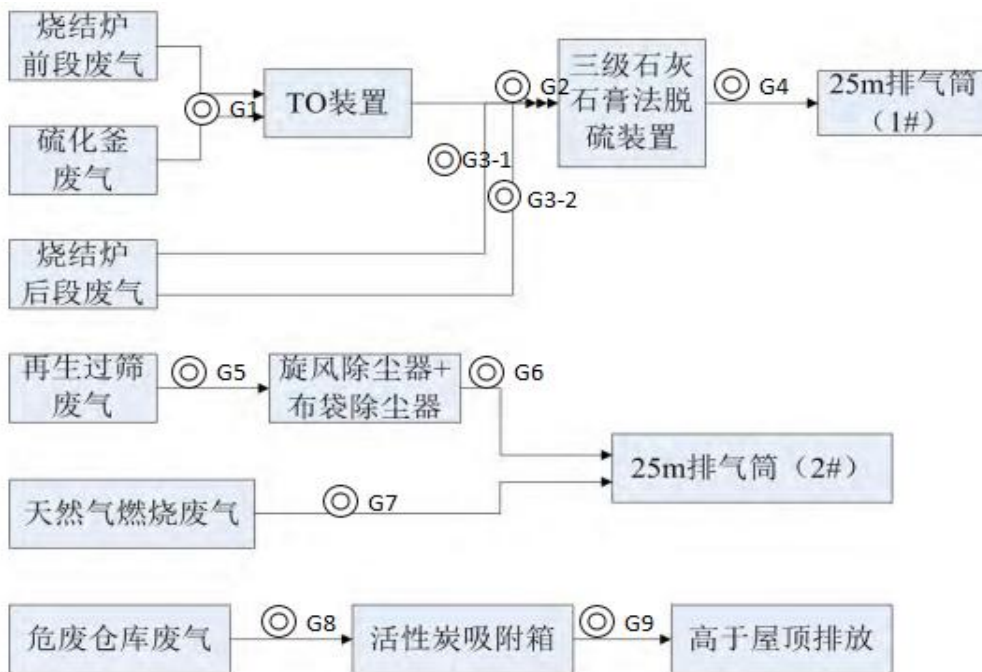 烧结炉
前段废气
G1
硫化釜
废气
TO装置
G2
三级石灰
石膏法脱
硫装置
G4
25m排气筒
（1#）
G3-1
G3-2
烧结炉
后段废气
再生过筛
废气
G5
旋风除尘器+
布袋除尘器
G6
25m排气筒（2#）
天然气燃烧废气
G7
危废仓库废气
G8
活性炭吸附箱
G9
高于屋顶排放